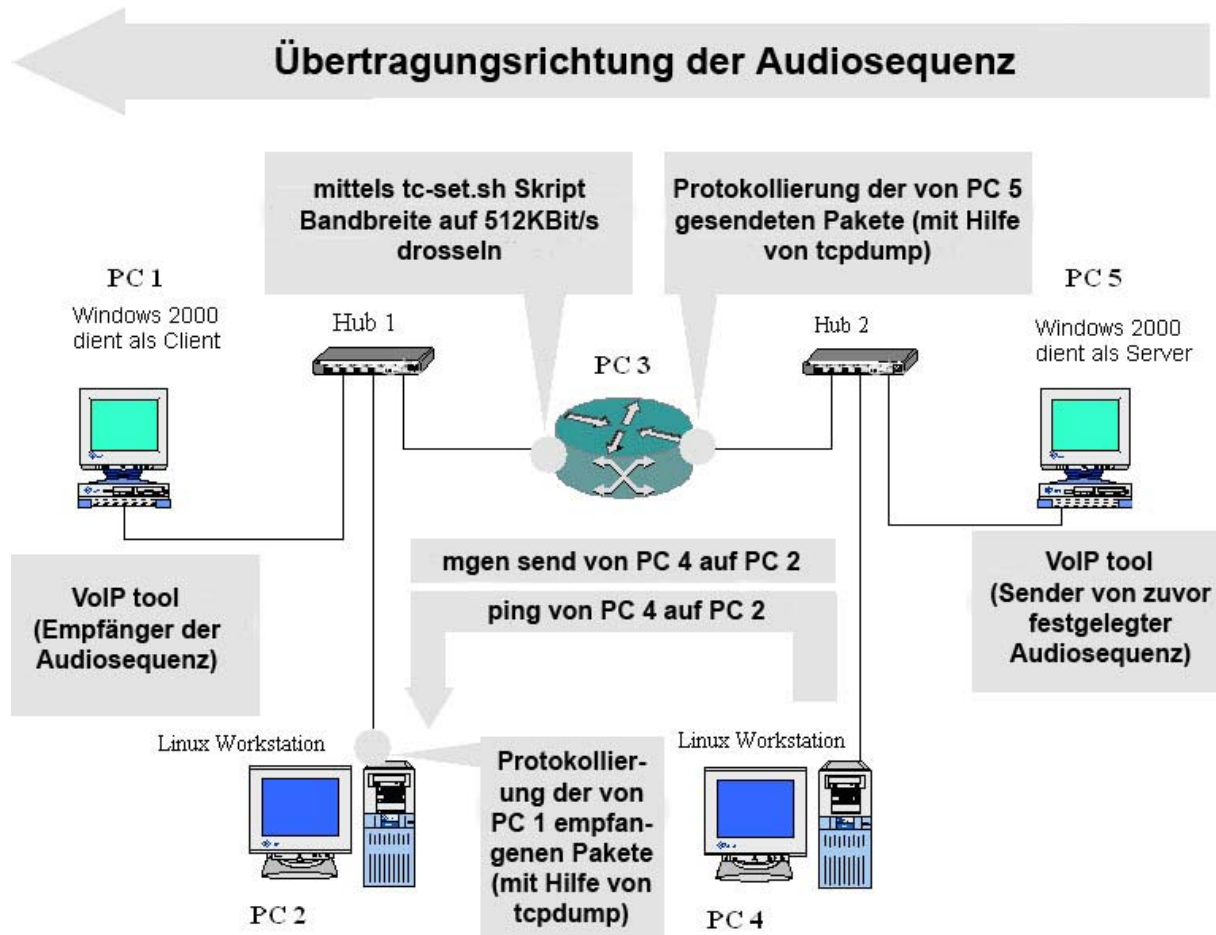 Übertragungsrichtung der Audiosequenz
mittels tc-set.sh Skript
Bandbreite auf 512KBit/s
drosseln
Protokollierung der von PC 5
gesendeten Pakete (mit Hilfe
von tcpdump)
PC 1
Windows 2000
dient als Client
Hub 1
PC 3
Hub 2
PC 5
Windows 2000
dient als Server
VoIP tool
(Empfänger der
Audiosequenz)
mgen send von PC 4 auf PC 2
ping von PC 4 auf PC 2
VoIP tool
(Sender von zuvor
festgelegter
Audiosequenz)
Linux Workstation
PC 2
Protokollier-
ung der von
PC 1 empfan-
genen Pakete
(mit Hilfe von
tcpdump)
Linux Workstation
PC 4